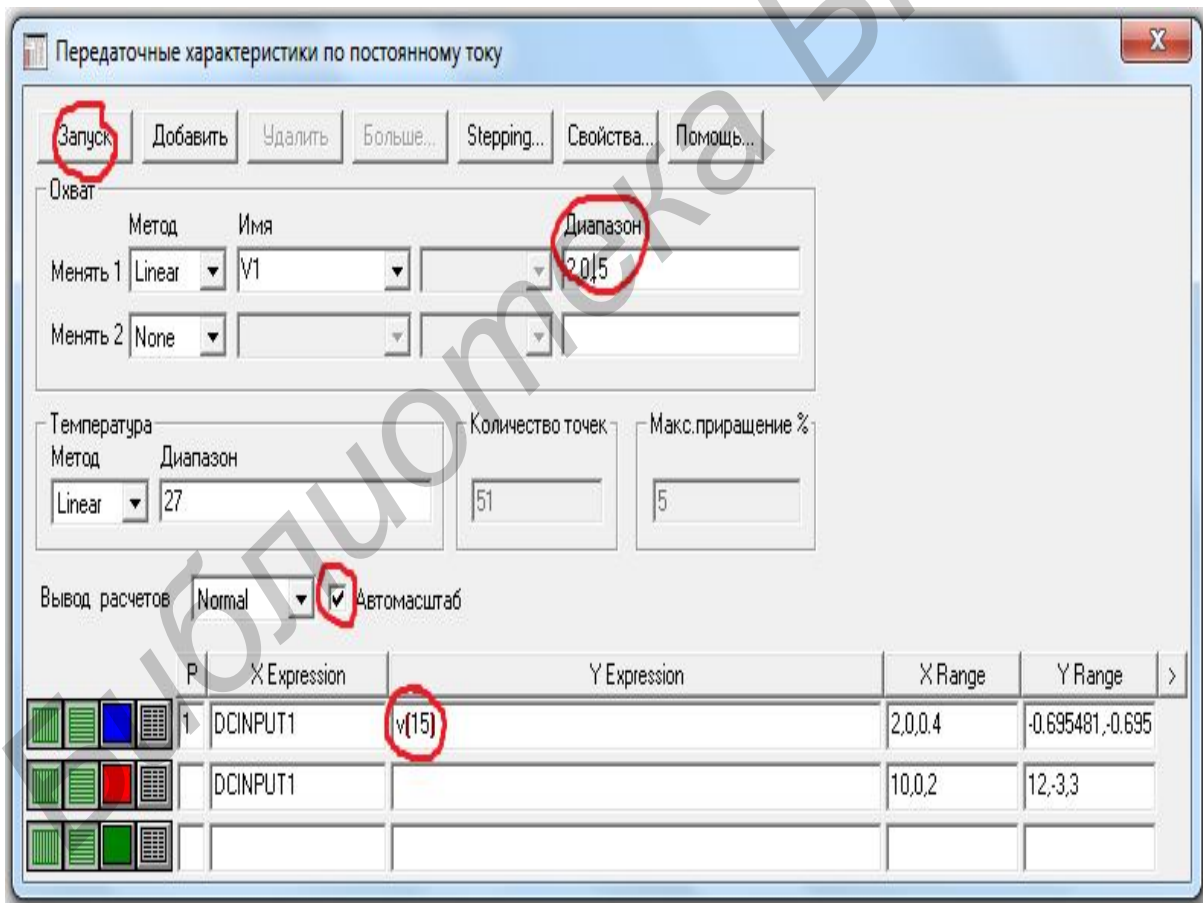 Передаточные характеристики по постоянному току
Запуск Добавить Удалить Больше... Stepping... Свойства... Помощь...
Охват
Метод Имя Диапазон
Менять 1 Linear V1
Менять 2 None
Температура Количество точек Макс.приращение %
Метод Диапазон
Linear 27 51 5
Вывод расчетов Normal Автомасштаб
P X Expression Y Expression X Range Y Range >
1 DCINPUT1 v(15) 2,0,0.4 -0.695481,-0.695
DCINPUT1 10,0,2 12,-3,3
Библиотека